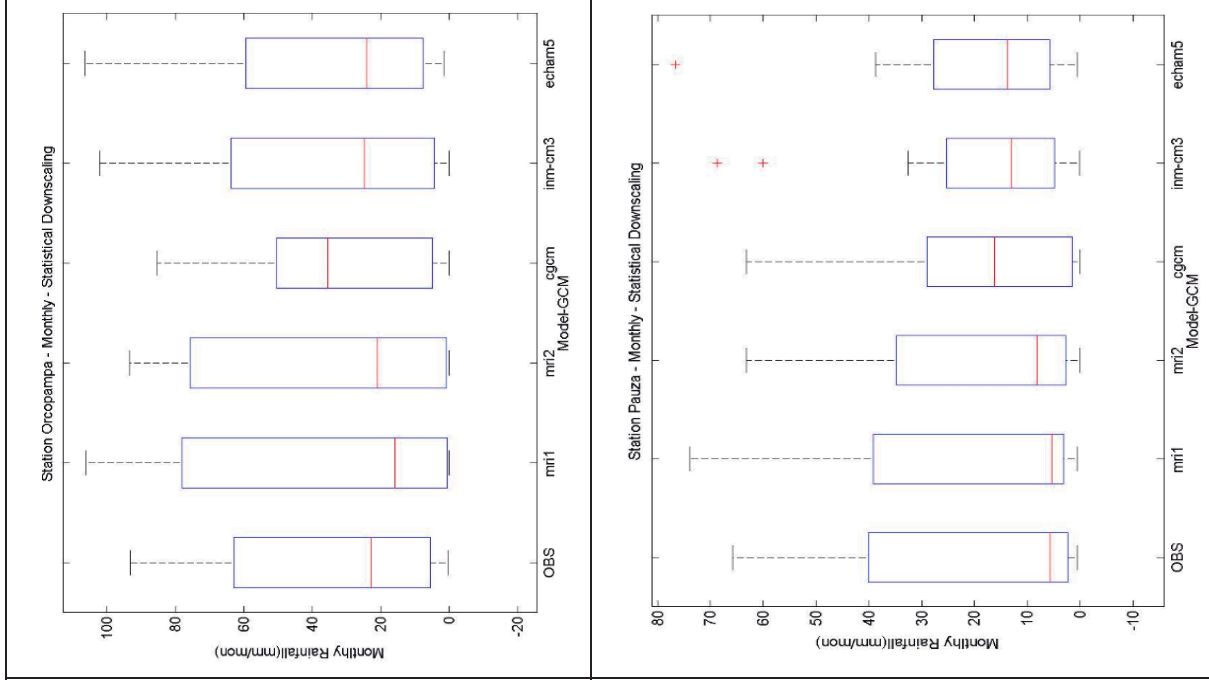 Station Orcopampa - Monthly - Statistical Downscaling
Montlhy Rainfall(mm/mon)
100
80
60
40
20
0
-20
OBS
mri1
mri2
cgcm
inm-cm3
echam5
Model-GCM
Station Pauza - Monthly - Statistical Downscaling
Montlhy Rainfall(mm/mon)
80
70
60
50
40
30
20
10
0
-10
OBS
mri1
mri2
cgcm
inm-cm3
echam5
Model-GCM